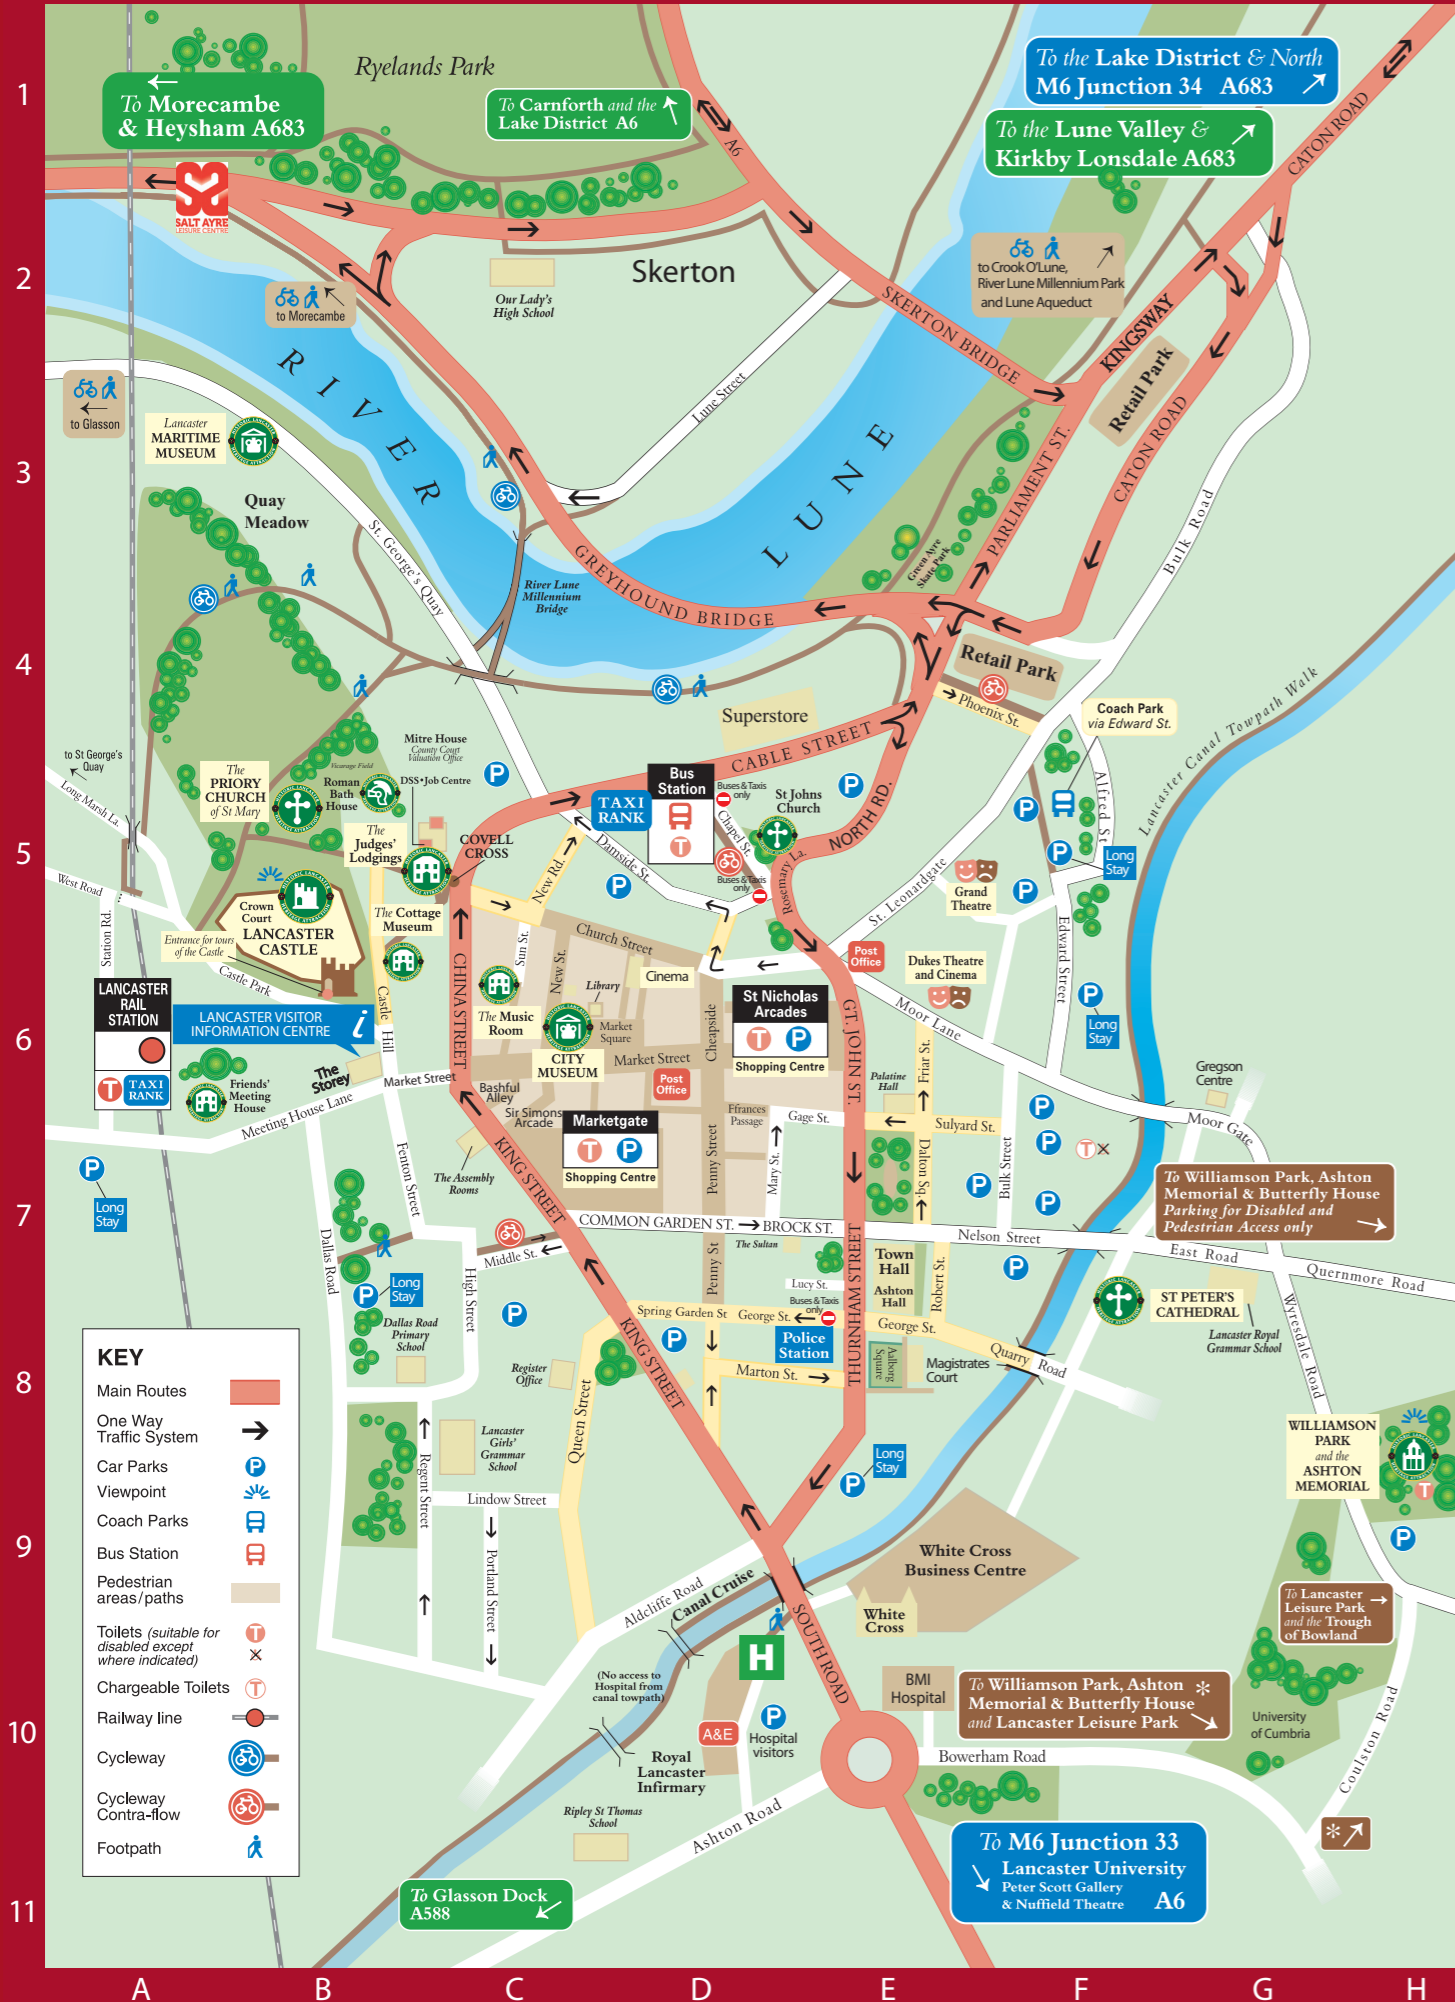 1
2
3
4
5
6
7
8
9
10
11
A
B
C
D
E
F
G
H
Ryelands Park
To Morecambe
& Heysham A683
To Carnforth and the
Lake District A6
A6
To the Lake District & North
M6 Junction 34 A683
To the Lune Valley &
Kirkby Lonsdale A683
CATON ROAD
SALT AYRE
LEISURE CENTRE
to Morecambe
Our Lady's
High School
Skerton
to Crook O'Lune,
River Lune Millennium Park
and Lune Aqueduct
SKERTON BRIDGE
KINGSWAY
Retail Park
CATON ROAD
RIVER
LUNE
Lune Street
to Glasson
Lancaster
MARITIME
MUSEUM
Quay
Meadow
St. George's Quay
PARLIAMENT ST.
Bulk Road
Green Ayre
Skate Park
GREYHOUND BRIDGE
River Lune
Millennium
Bridge
Retail Park
Phoenix St.
Coach Park
via Edward St.
Lancaster Canal Towpath Walk
Superstore
CABLE STREET
to St George's
Quay
Long Marsh La.
The
PRIORY
CHURCH
of St Mary
Vicarage Field
Roman
Bath
House
Mitre House
County Court
Valuation Office
DSS•Job Centre
The
Judges'
Lodgings
COVELL
CROSS
TAXI
RANK
Bus
Station
T
Buses & Taxis
only
Chapel St.
Buses & Taxis
only
St Johns
Church
P
NORTH RD.
Rosemary La.
Damside St.
New Rd.
St. Leonardgate
Grand
Theatre
Alfred St
Long
Stay
Edward Street
West Road
Station Rd.
Crown
Court
LANCASTER
CASTLE
Entrance for tours
of the Castle
Castle Park
The Cottage
Museum
Castle
Hill
CHINA STREET
Sun St.
Church Street
New St.
Library
Cinema
The Music
Room
Market
Square
CITY
MUSEUM
Market Street
Cheapside
Post
Office
St Nicholas
Arcades
T P
Shopping Centre
Post
Office
Dukes Theatre
and Cinema
Moor Lane
GT. JOHN ST.
Long
Stay
LANCASTER
RAIL
STATION
T TAXI
RANK
LANCASTER VISITOR
INFORMATION CENTRE
i
The
Storey
Friends'
Meeting
House
Meeting House Lane
Market Street
Bashful
Alley
Sir Simons
Arcade
Marketgate
T P
Shopping Centre
Ffrances
Passage
Gage St.
Mary St.
Penny Street
Palatine
Hall
Friar St.
Sulyard St.
Dalton Sq.
Bulk Street
Gregson
Centre
Moor Gate
T
To Williamson Park, Ashton
Memorial & Butterfly House
Parking for Disabled and
Pedestrian Access only
P
Long
Stay
Fenton Street
The Assembly
Rooms
KING STREET
COMMON GARDEN ST.
BROCK ST.
The Sultan
Nelson Street
East Road
Quernmore Road
Dallas Road
Middle St.
High Street
Long
Stay
Dallas Road
Primary
School
Penny St
Lucy St.
THURNHAM STREET
Town
Hall
Ashton
Hall
Robert St.
ST PETER'S
CATHEDRAL
Lancaster Royal
Grammar School
Wyresdale Road
Spring Garden St
George St.
Buses & Taxis
only
Police
Station
George St.
KING STREET
Marton St.
Aalborg
Square
Magistrates
Court
Quarry Road
Register
Office
Queen Street
Lancaster
Girls'
Grammar
School
Regent Street
Lindow Street
Portland Street
Long
Stay
WILLIAMSON
PARK
and the
ASHTON
MEMORIAL
T
P
KEY
Main Routes
One Way
Traffic System
Car Parks
P
Viewpoint
Coach Parks
Bus Station
Pedestrian
areas/paths
Toilets (suitable for
disabled except
where indicated)
T
Chargeable Toilets
T
Railway line
Cycleway
Cycleway
Contra-flow
Footpath
White Cross
Business Centre
White
Cross
Aldcliffe Road
Canal Cruise
SOUTH ROAD
H
(No access to
Hospital from
canal towpath)
A&E
P
Hospital
visitors
Royal
Lancaster
Infirmary
BMI
Hospital
To Williamson Park, Ashton *
Memorial & Butterfly House
and Lancaster Leisure Park
To Lancaster
Leisure Park
and the Trough
of Bowland
University
of Cumbria
Coulston Road
Bowerham Road
*
Ripley St Thomas
School
Ashton Road
To Glasson Dock
A588
To M6 Junction 33
Lancaster University
Peter Scott Gallery
& Nuffield Theatre A6